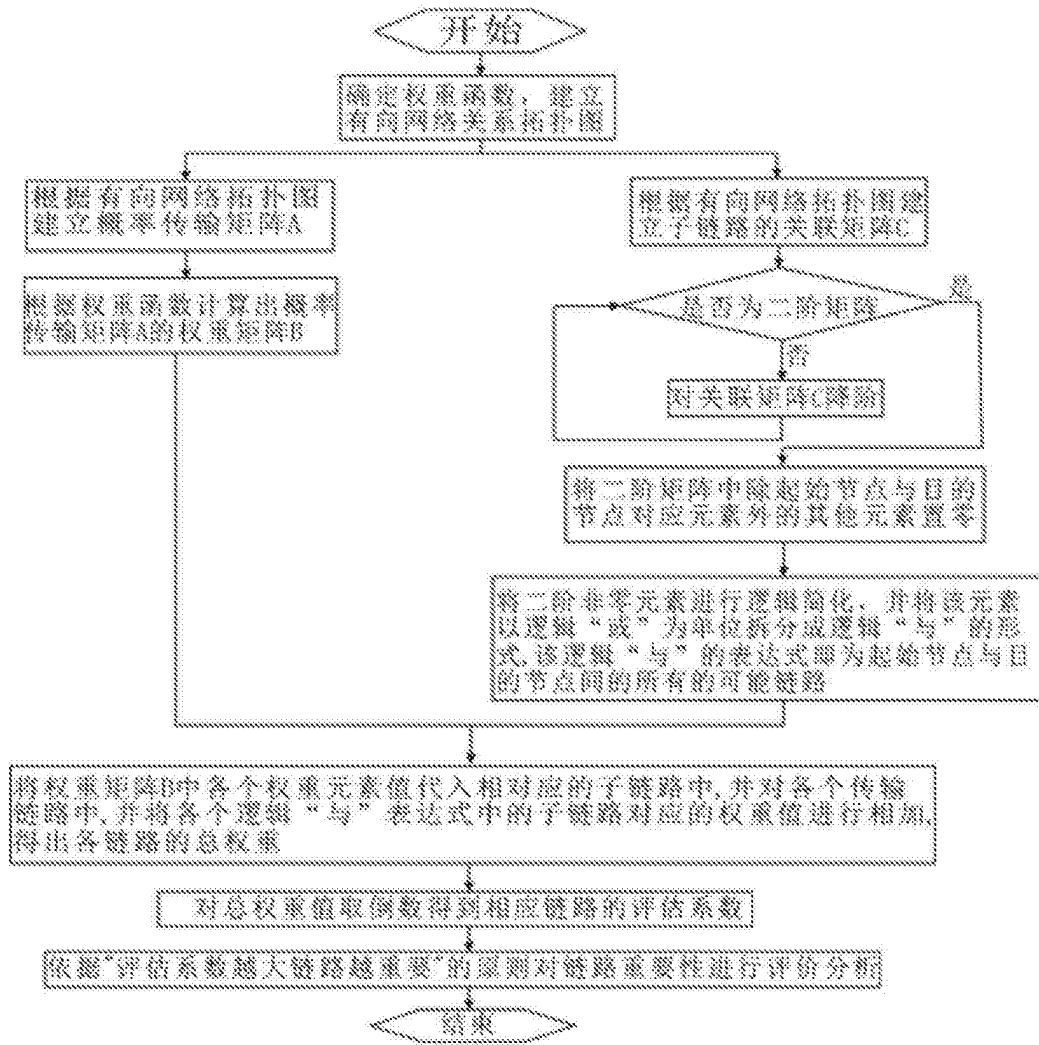 开始
确定权重函数，建立
有向网络关系拓扑图
根据有向网络拓扑图
建立概率传输矩阵A
根据权重函数计算出概率
传输矩阵A的权重矩阵B
根据有向网络拓扑图建
立子链路的关联矩阵C
是否为二阶矩阵
是
否
对关联矩阵C降阶
将二阶矩阵中除起始节点与目的
节点对应元素外的其他元素置零
将二阶非零元素进行逻辑简化，并将该元素
以逻辑“或”为单位拆分成逻辑“与”的形
式,该逻辑“与”的表达式即为起始节点与目
的节点间的所有的可能链路
将权重矩阵B中各个权重元素值代入相对应的子链路中,并对各个传输
链路中,并将各个逻辑“与”表达式中的子链路对应的权重值进行相加,
得出各链路的总权重
对总权重值取倒数得到相应链路的评估系数
依据"评估系数越大链路越重要"的原则对链路重要性进行评价分析
结束